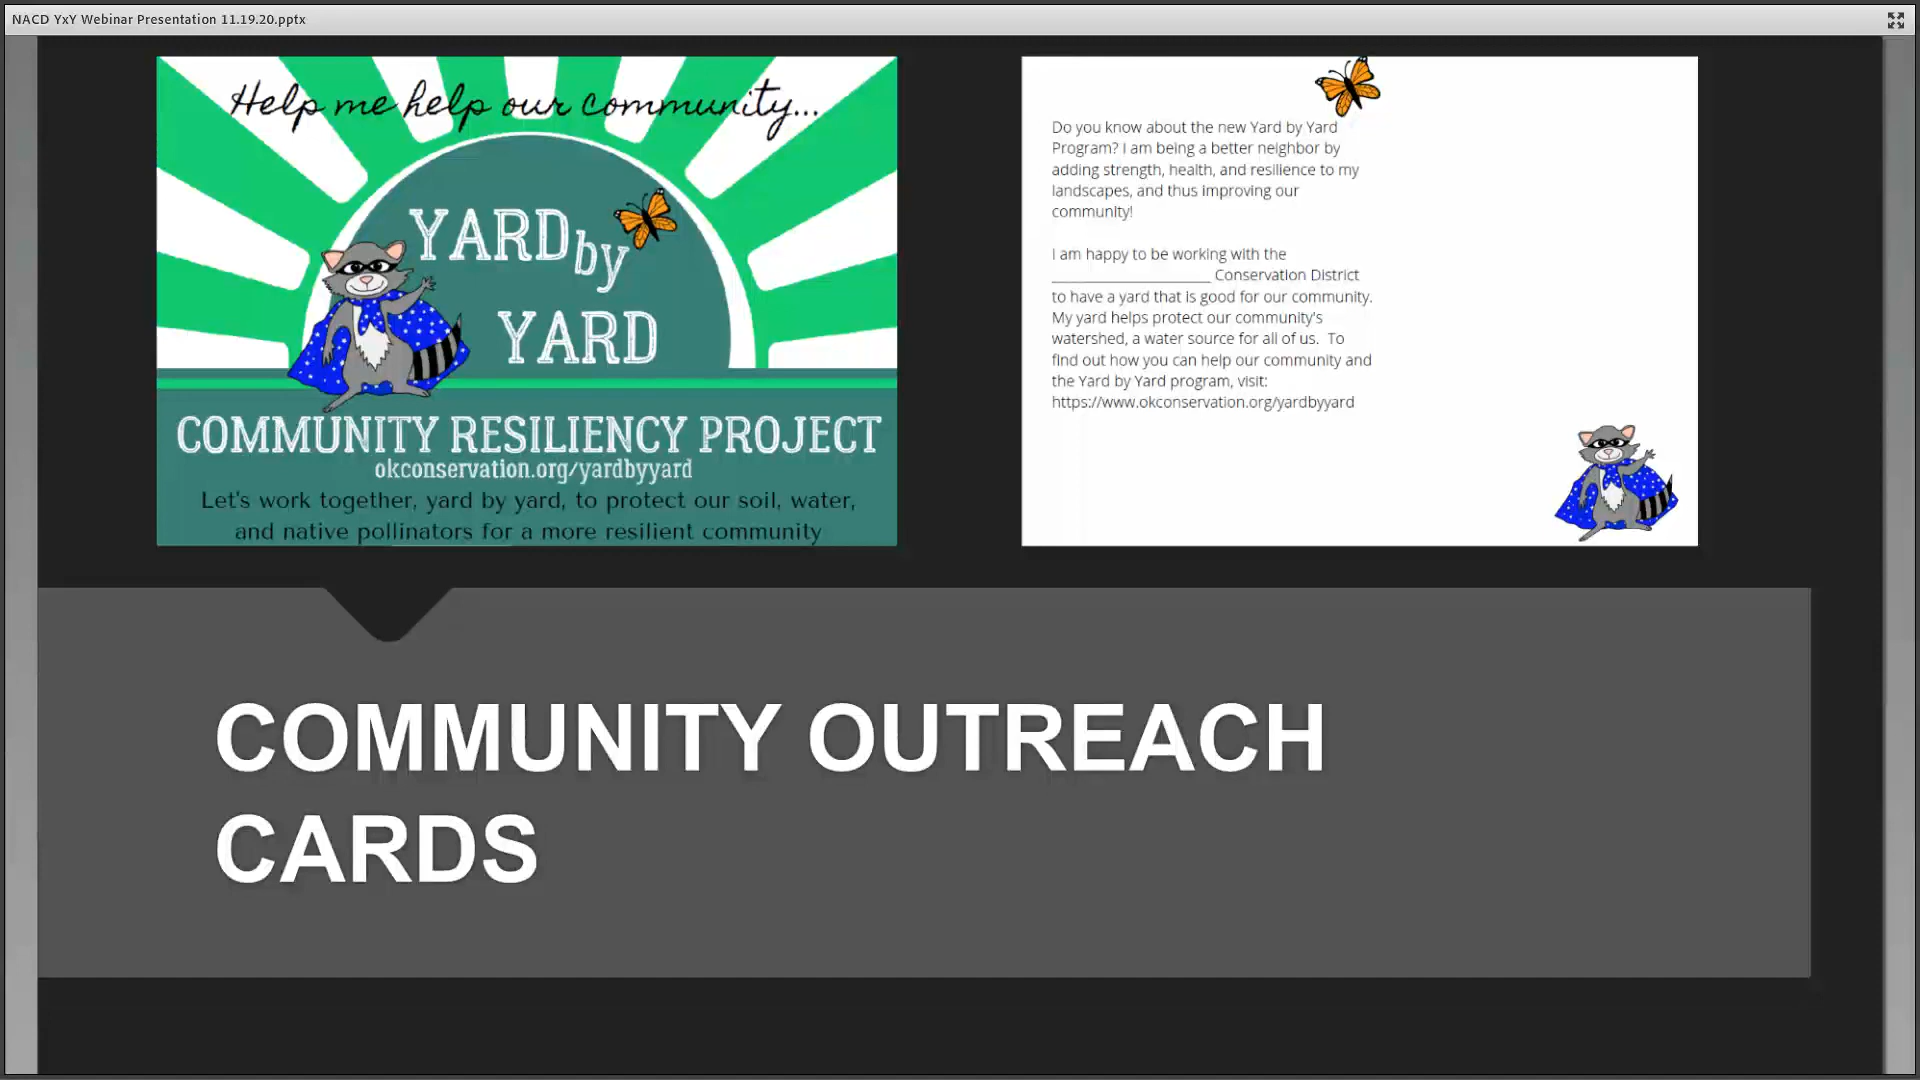 NACD YxY Webinar Presentation 11.19.20.pptx
Help me help our community...
YARD by
YARD
COMMUNITY RESILIENCY PROJECT
okconservation.org/yardbyyard
Let's work together, yard by yard, to protect our soil, water,
and native pollinators for a more resilient community
Do you know about the new Yard by Yard
Program? I am being a better neighbor by
adding strength, health, and resilience to my
landscapes, and thus improving our
community!
I am happy to be working with the
____________________ Conservation District
to have a yard that is good for our community.
My yard helps protect our community's
watershed, a water source for all of us. To
find out how you can help our community and
the Yard by Yard program, visit:
https://www.okconservation.org/yardbyyard
COMMUNITY OUTREACH
CARDS